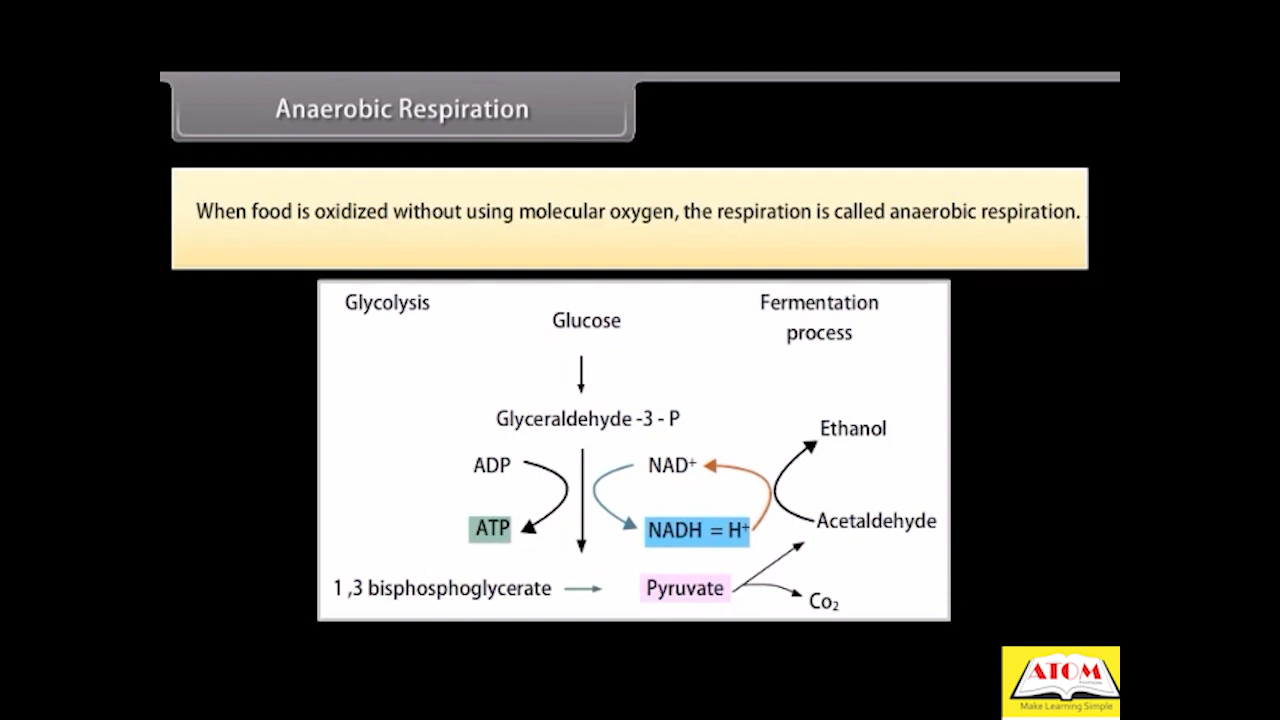 Anaerobic Respiration
When food is oxidized without using molecular oxygen, the respiration is called anaerobic respiration.
Glycolysis
Glucose
Fermentation
process
Glyceraldehyde -3 - P
Ethanol
ADP
NAD⁺
ATP
NADH = H⁺
Acetaldehyde
1 ,3 bisphosphoglycerate
Pyruvate
Co₂
ATOM
Make Learning Simple